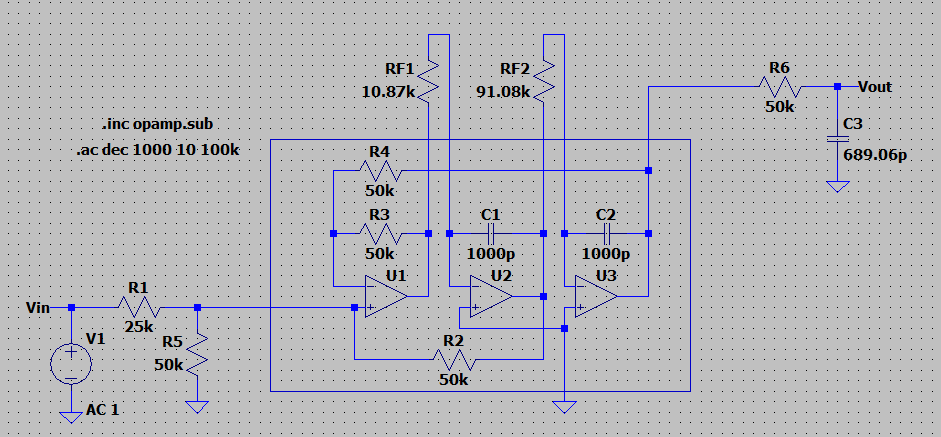 RF1
10.87k
RF2
91.08k
R6
50k
Vout
C3
689.06p
.inc opamp.sub
.ac dec 1000 10 100k
R4
50k
R3
50k
C1
1000p
C2
1000p
U1
U2
U3
Vin
R1
25k
R5
50k
V1
AC 1
R2
50k